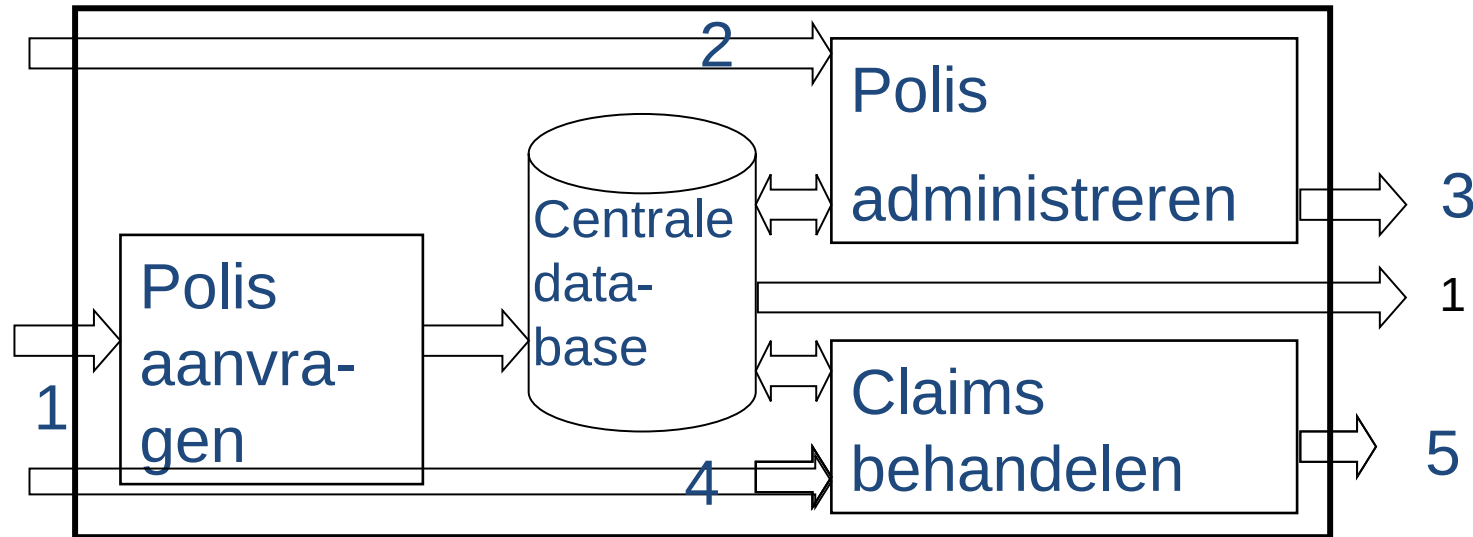 2
Polis
administreren
3
Centrale
data-
base
1
Polis
aanvra-
gen
1
Claims
behandelen
4
5